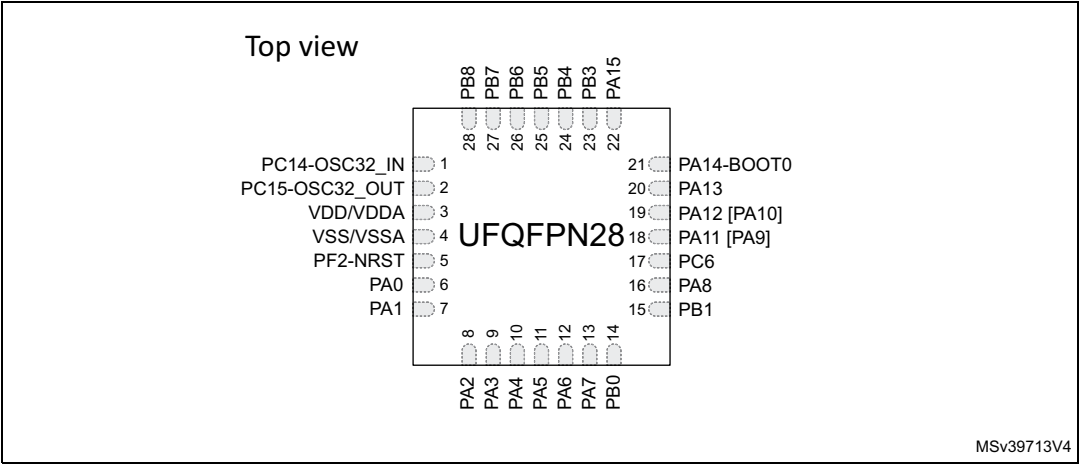 Top view
PB8
PB7
PB6
PB5
PB4
PB3
PA15
28
27
26
25
24
23
22
PC14-OSC32_IN 1
PC15-OSC32_OUT 2
VDD/VDDA 3
VSS/VSSA 4
PF2-NRST 5
PA0 6
PA1 7
UFQFPN28
21 PA14-BOOT0
20 PA13
19 PA12 [PA10]
18 PA11 [PA9]
17 PC6
16 PA8
15 PB1
8
9
10
11
12
13
14
PA2
PA3
PA4
PA5
PA6
PA7
PB0
MSv39713V4